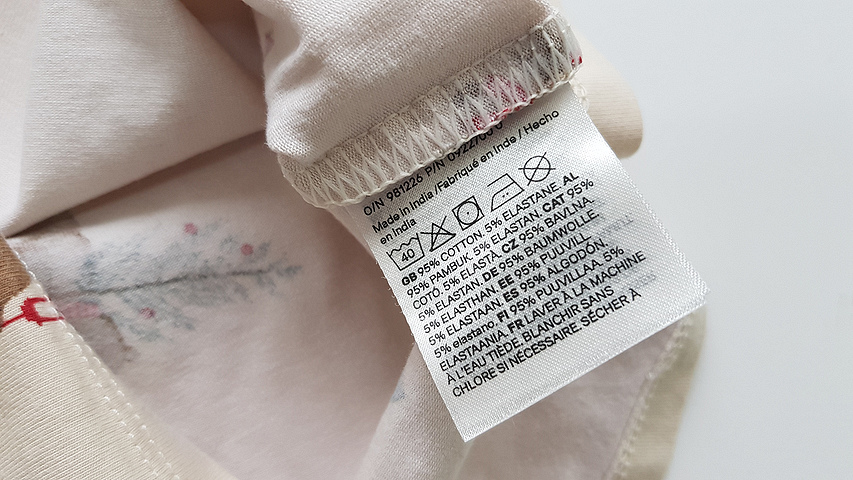 O/N 981226 P/N 0922700
Made in India / Fabriqué en Inde / Hecho
en India
40
GB 95% COTTON. 5% ELASTANE. AL
95% PAMBUK. 5% ELASTAN. CAT 95%
COTÓ. 5% ELASTÀ. CZ 95% BAVLNA.
5% ELASTAN. DE 95% BAUMWOLLE.
5% ELASTHAN. EE 95% PUUVILL.
5% ELASTAAN. ES 95% ALGODÓN.
5% elastano. FI 95% PUUVILLAA. 5%
ELASTAANIA. FR LAVER À LA MACHINE
À L'EAU TIÈDE. BLANCHIR SANS
CHLORE SI NÉCESSAIRE. SÉCHER À